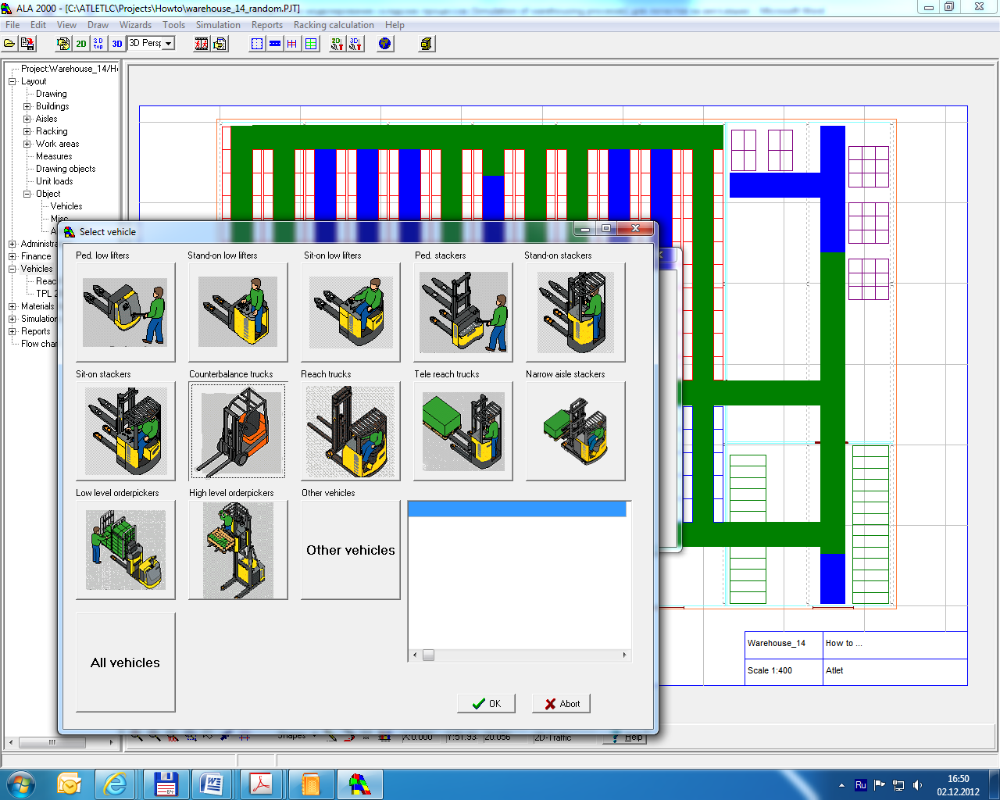 ALA 2000 - [C:\ATLETLC\Projects\Howto\warehouse_14_random.PJT]
File Edit View Draw Wizards Tools Simulation Reports Racking calculation Help
2D 3D top 3D 3D Persp 2D 3D
Project:Warehouse_14/H
Layout
Drawing
Buildings
Aisles
Racking
Work areas
Measures
Drawing objects
Unit loads
Object
Vehicles
Misc
A
Administra
Finance
Vehicles
Reac
TPL 2
Materials
Simulation
Reports
Flow char
Select vehicle
Ped. low lifters Stand-on low lifters Sit-on low lifters Ped. stackers Stand-on stackers
Sit-on stackers Counterbalance trucks Reach trucks Tele reach trucks Narrow aisle stackers
Low level orderpickers High level orderpickers Other vehicles
Other vehicles
All vehicles
OK Abort
Warehouse_14 How to ...
Scale 1:400 Atlet
Shapes X:0.000 Y:51.93. 20.056 2D-Traffic Help
64
Ru
16:50
02.12.2012